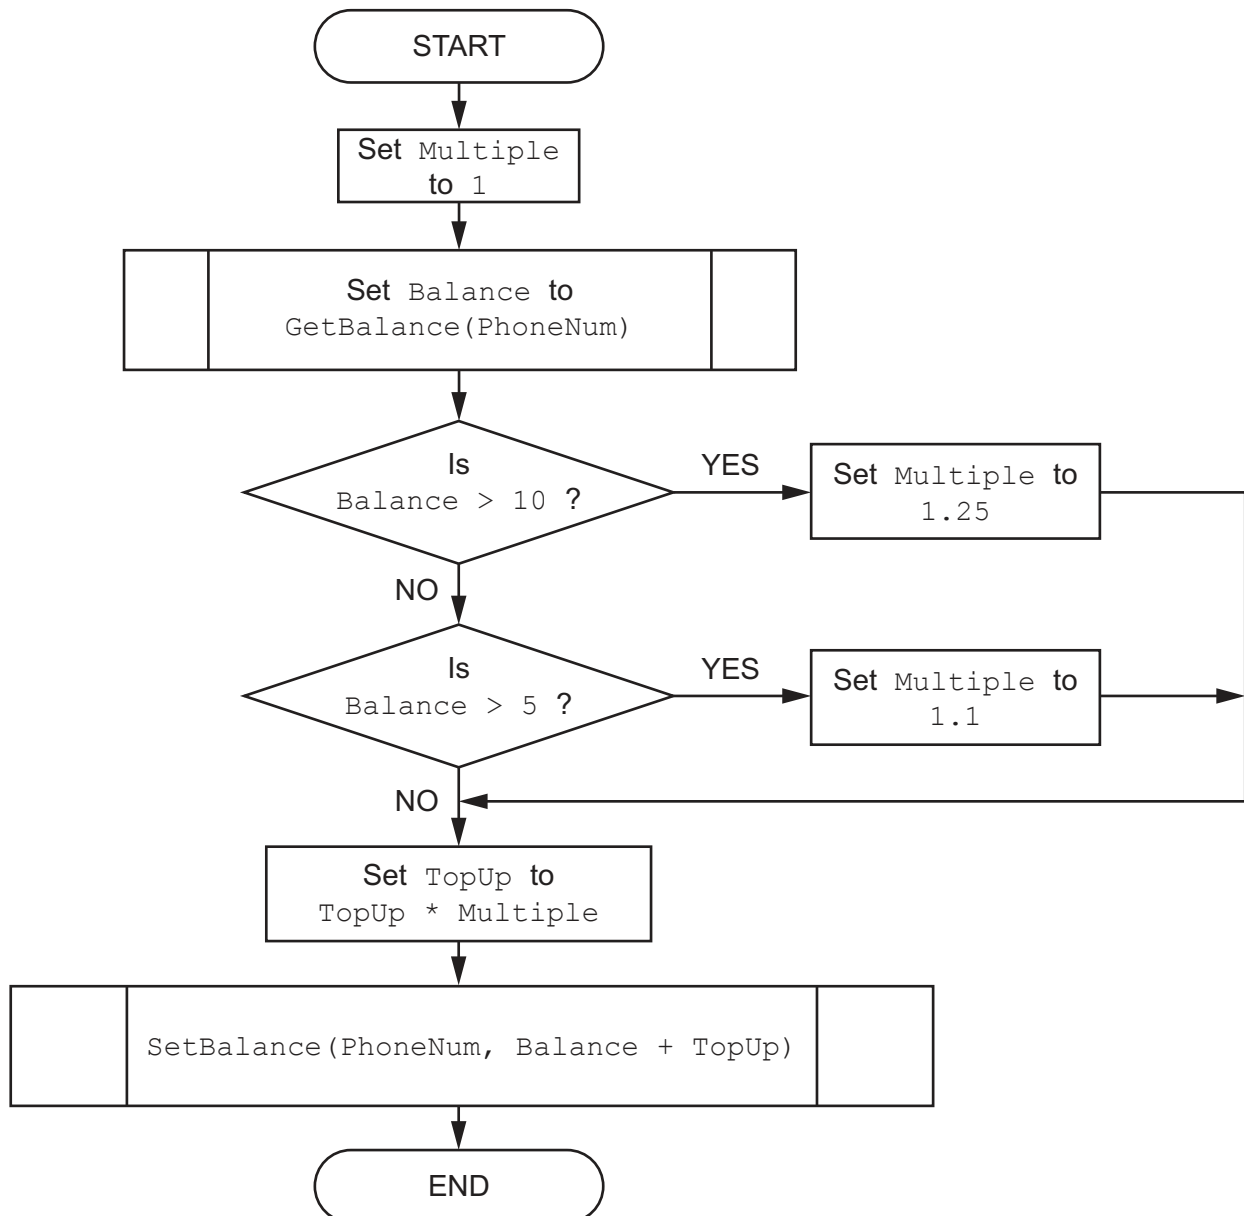 START
Set Multiple
to 1
Set Balance to
GetBalance(PhoneNum)
Is
Balance > 10 ?
YES
Set Multiple to
1.25
NO
Is
Balance > 5 ?
YES
Set Multiple to
1.1
NO
Set TopUp to
TopUp * Multiple
SetBalance(PhoneNum, Balance + TopUp)
END